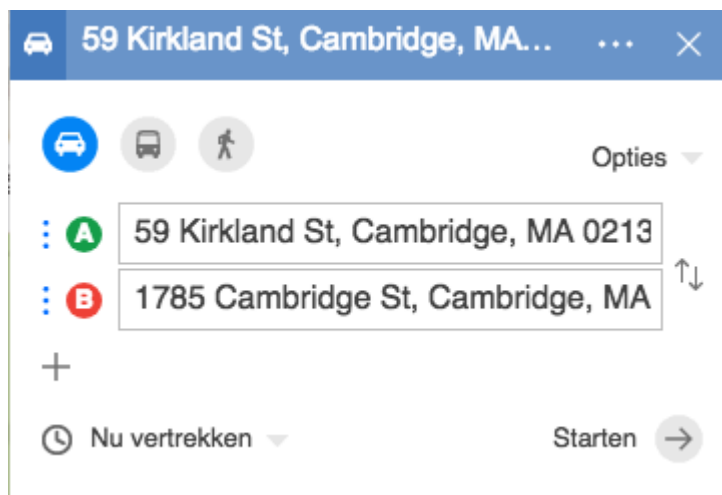 59 Kirkland St, Cambridge, MA...
Opties
A 59 Kirkland St, Cambridge, MA 0213
B 1785 Cambridge St, Cambridge, MA
Nu vertrekken Starten